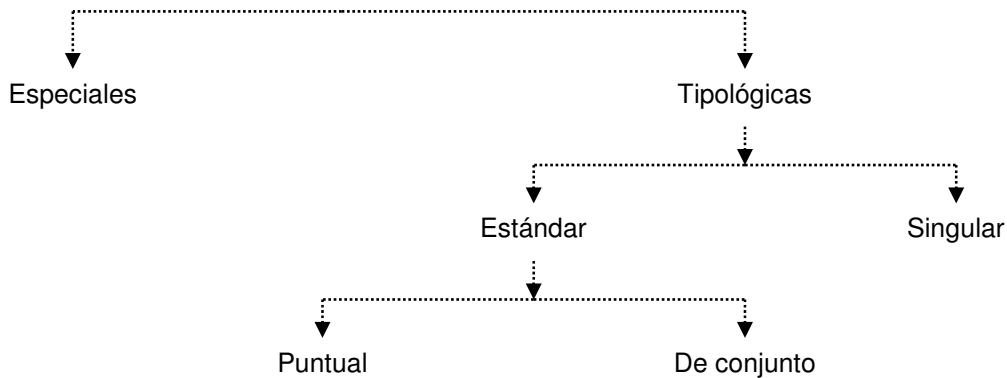 Especiales
Tipológicas
Estándar
Singular
Puntual
De conjunto